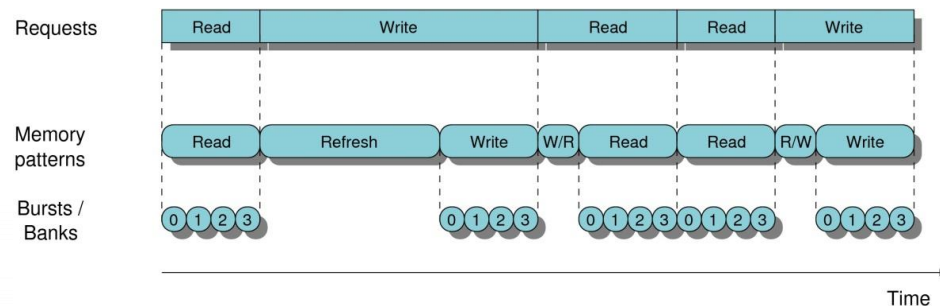 Requests Read Write Read Read Write
Memory patterns Read Refresh Write W/R Read Read R/W Write
Bursts / Banks 0 1 2 3 0 1 2 3 0 1 2 3 0 1 2 3 0 1 2 3
Time